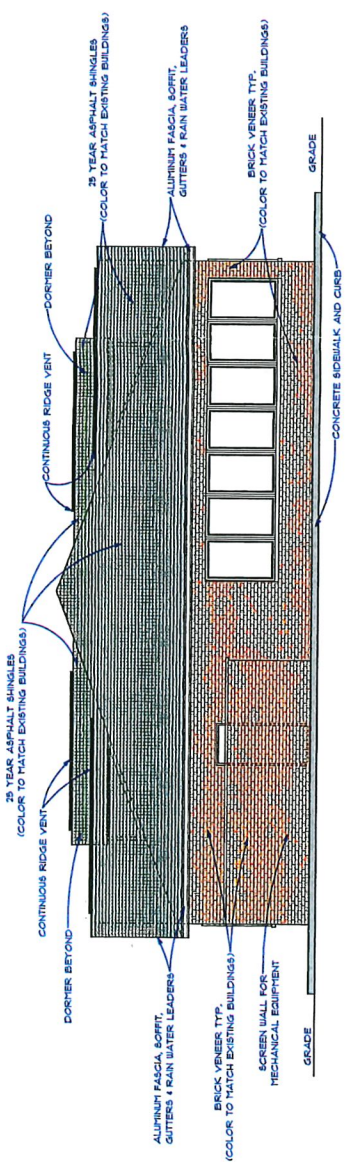 25 YEAR ASPHALT SHINGLES
(COLOR TO MATCH EXISTING BUILDINGS)
CONTINUOUS RIDGE VENT
DORMER BEYOND
ALUMINUM FASCIA, SOFFIT,
GUTTERS & RAIN WATER LEADERS
BRICK VENEER TYP.
(COLOR TO MATCH EXISTING BUILDINGS)
SCREEN WALL FOR
MECHANICAL EQUIPMENT
GRADE
CONTINUOUS RIDGE VENT
DORMER BEYOND
25 YEAR ASPHALT SHINGLES
(COLOR TO MATCH EXISTING BUILDINGS)
ALUMINUM FASCIA, SOFFIT,
GUTTERS & RAIN WATER LEADERS
BRICK VENEER TYP.
(COLOR TO MATCH EXISTING BUILDINGS)
GRADE
CONCRETE SIDEWALK AND CURB